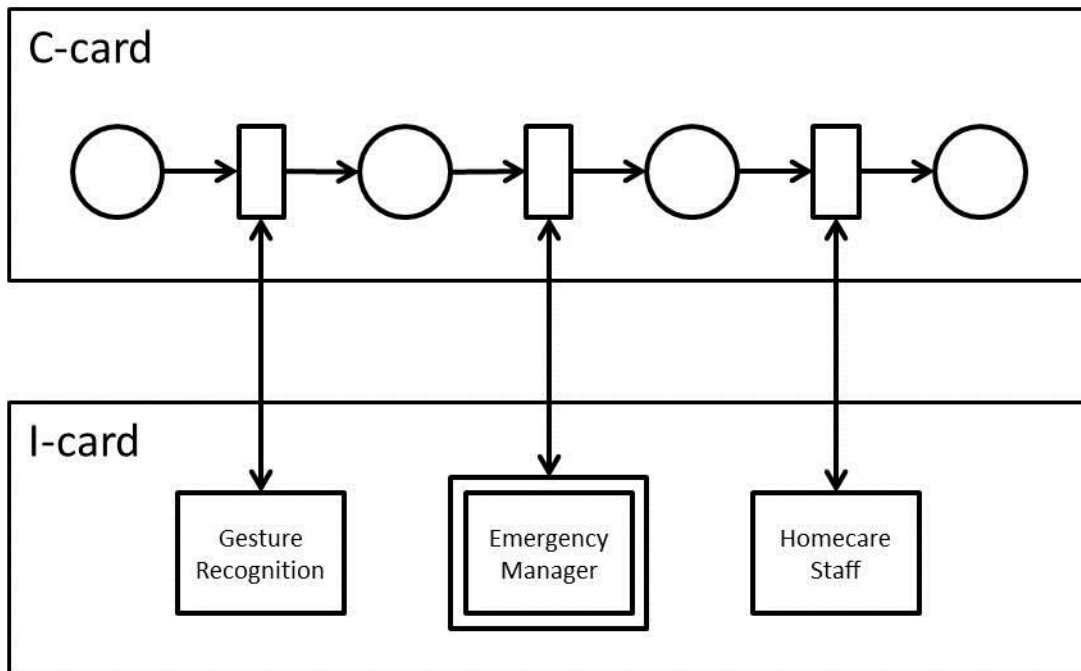 C-card
I-card
Gesture
Recognition
Emergency
Manager
Homecare
Staff